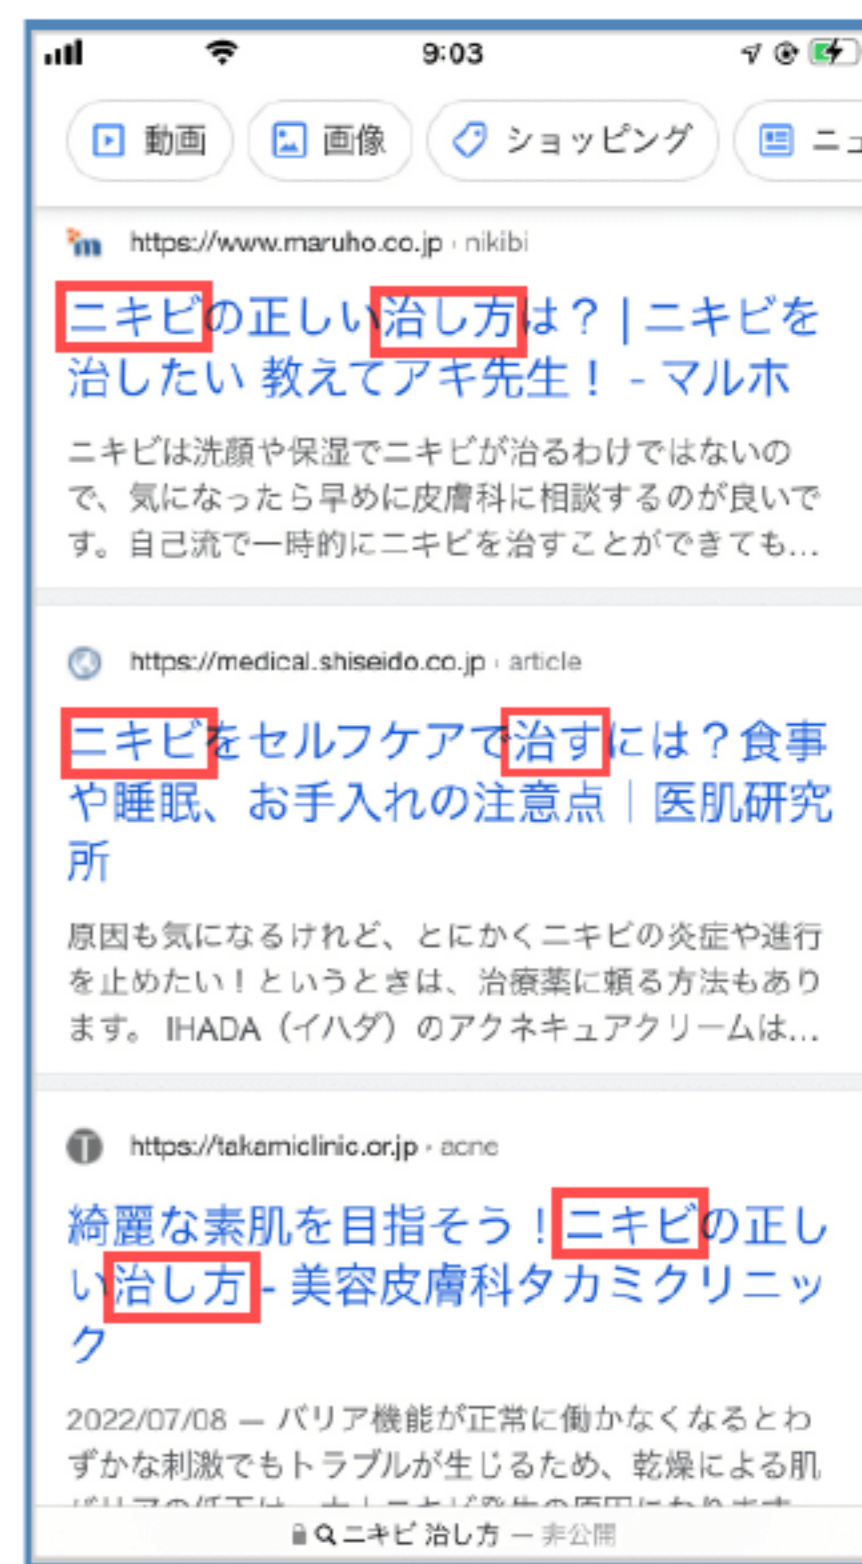 9:03
動画 画像 ショッピング ニュ
https://www.maruho.co.jp › nikibi
ニキビの正しい治し方は？ | ニキビを
治したい 教えてアキ先生！ - マルホ
ニキビは洗顔や保湿でニキビが治るわけではないの
で、気になったら早めに皮膚科に相談するのが良いで
す。自己流で一時的にニキビを治すことができても...
https://medical.shiseido.co.jp › article
ニキビをセルフケアで治すには？食事
や睡眠、お手入れの注意点｜医肌研究
所
原因も気になるけれど、とにかくニキビの炎症や進行
を止めたい！というときは、治療薬に頼る方法もあり
ます。 IHADA（イハダ）のアクネキュアクリームは...
https://takamiclinic.or.jp › acne
綺麗な素肌を目指そう！ニキビの正し
い治し方 - 美容皮膚科タカミクリニッ
ク
2022/07/08 — バリア機能が正常に働かなくなるとわ
ずかな刺激でもトラブルが生じるため、乾燥による肌
ニキビ 治し方 — 非公開